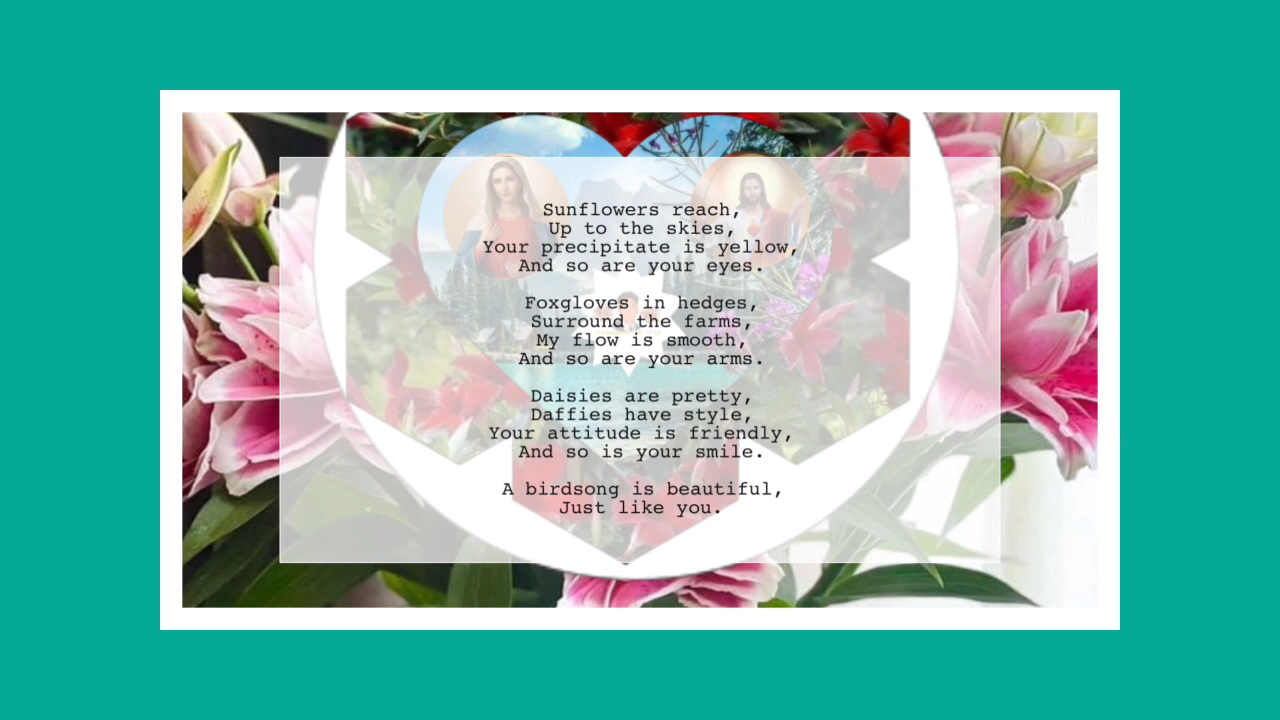 Sunflowers reach,
Up to the skies,
Your precipitate is yellow,
And so are your eyes.
Foxgloves in hedges,
Surround the farms,
My flow is smooth,
And so are your arms.
Daisies are pretty,
Daffies have style,
Your attitude is friendly,
And so is your smile.
A birdsong is beautiful,
Just like you.